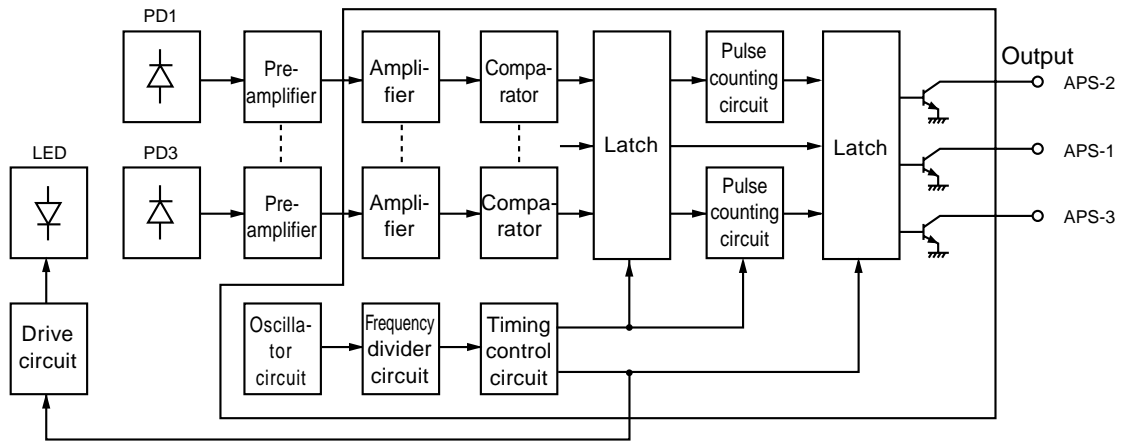 PD1
Pre-
amplifier
Ampli-
fier
Compa-
rator
Latch
Pulse
counting
circuit
Latch
Output
APS-2
APS-1
APS-3
LED
PD3
Pre-
amplifier
Ampli-
fier
Compa-
rator
Pulse
counting
circuit
Drive
circuit
Oscilla-
tor
circuit
Frequency
divider
circuit
Timing
control
circuit